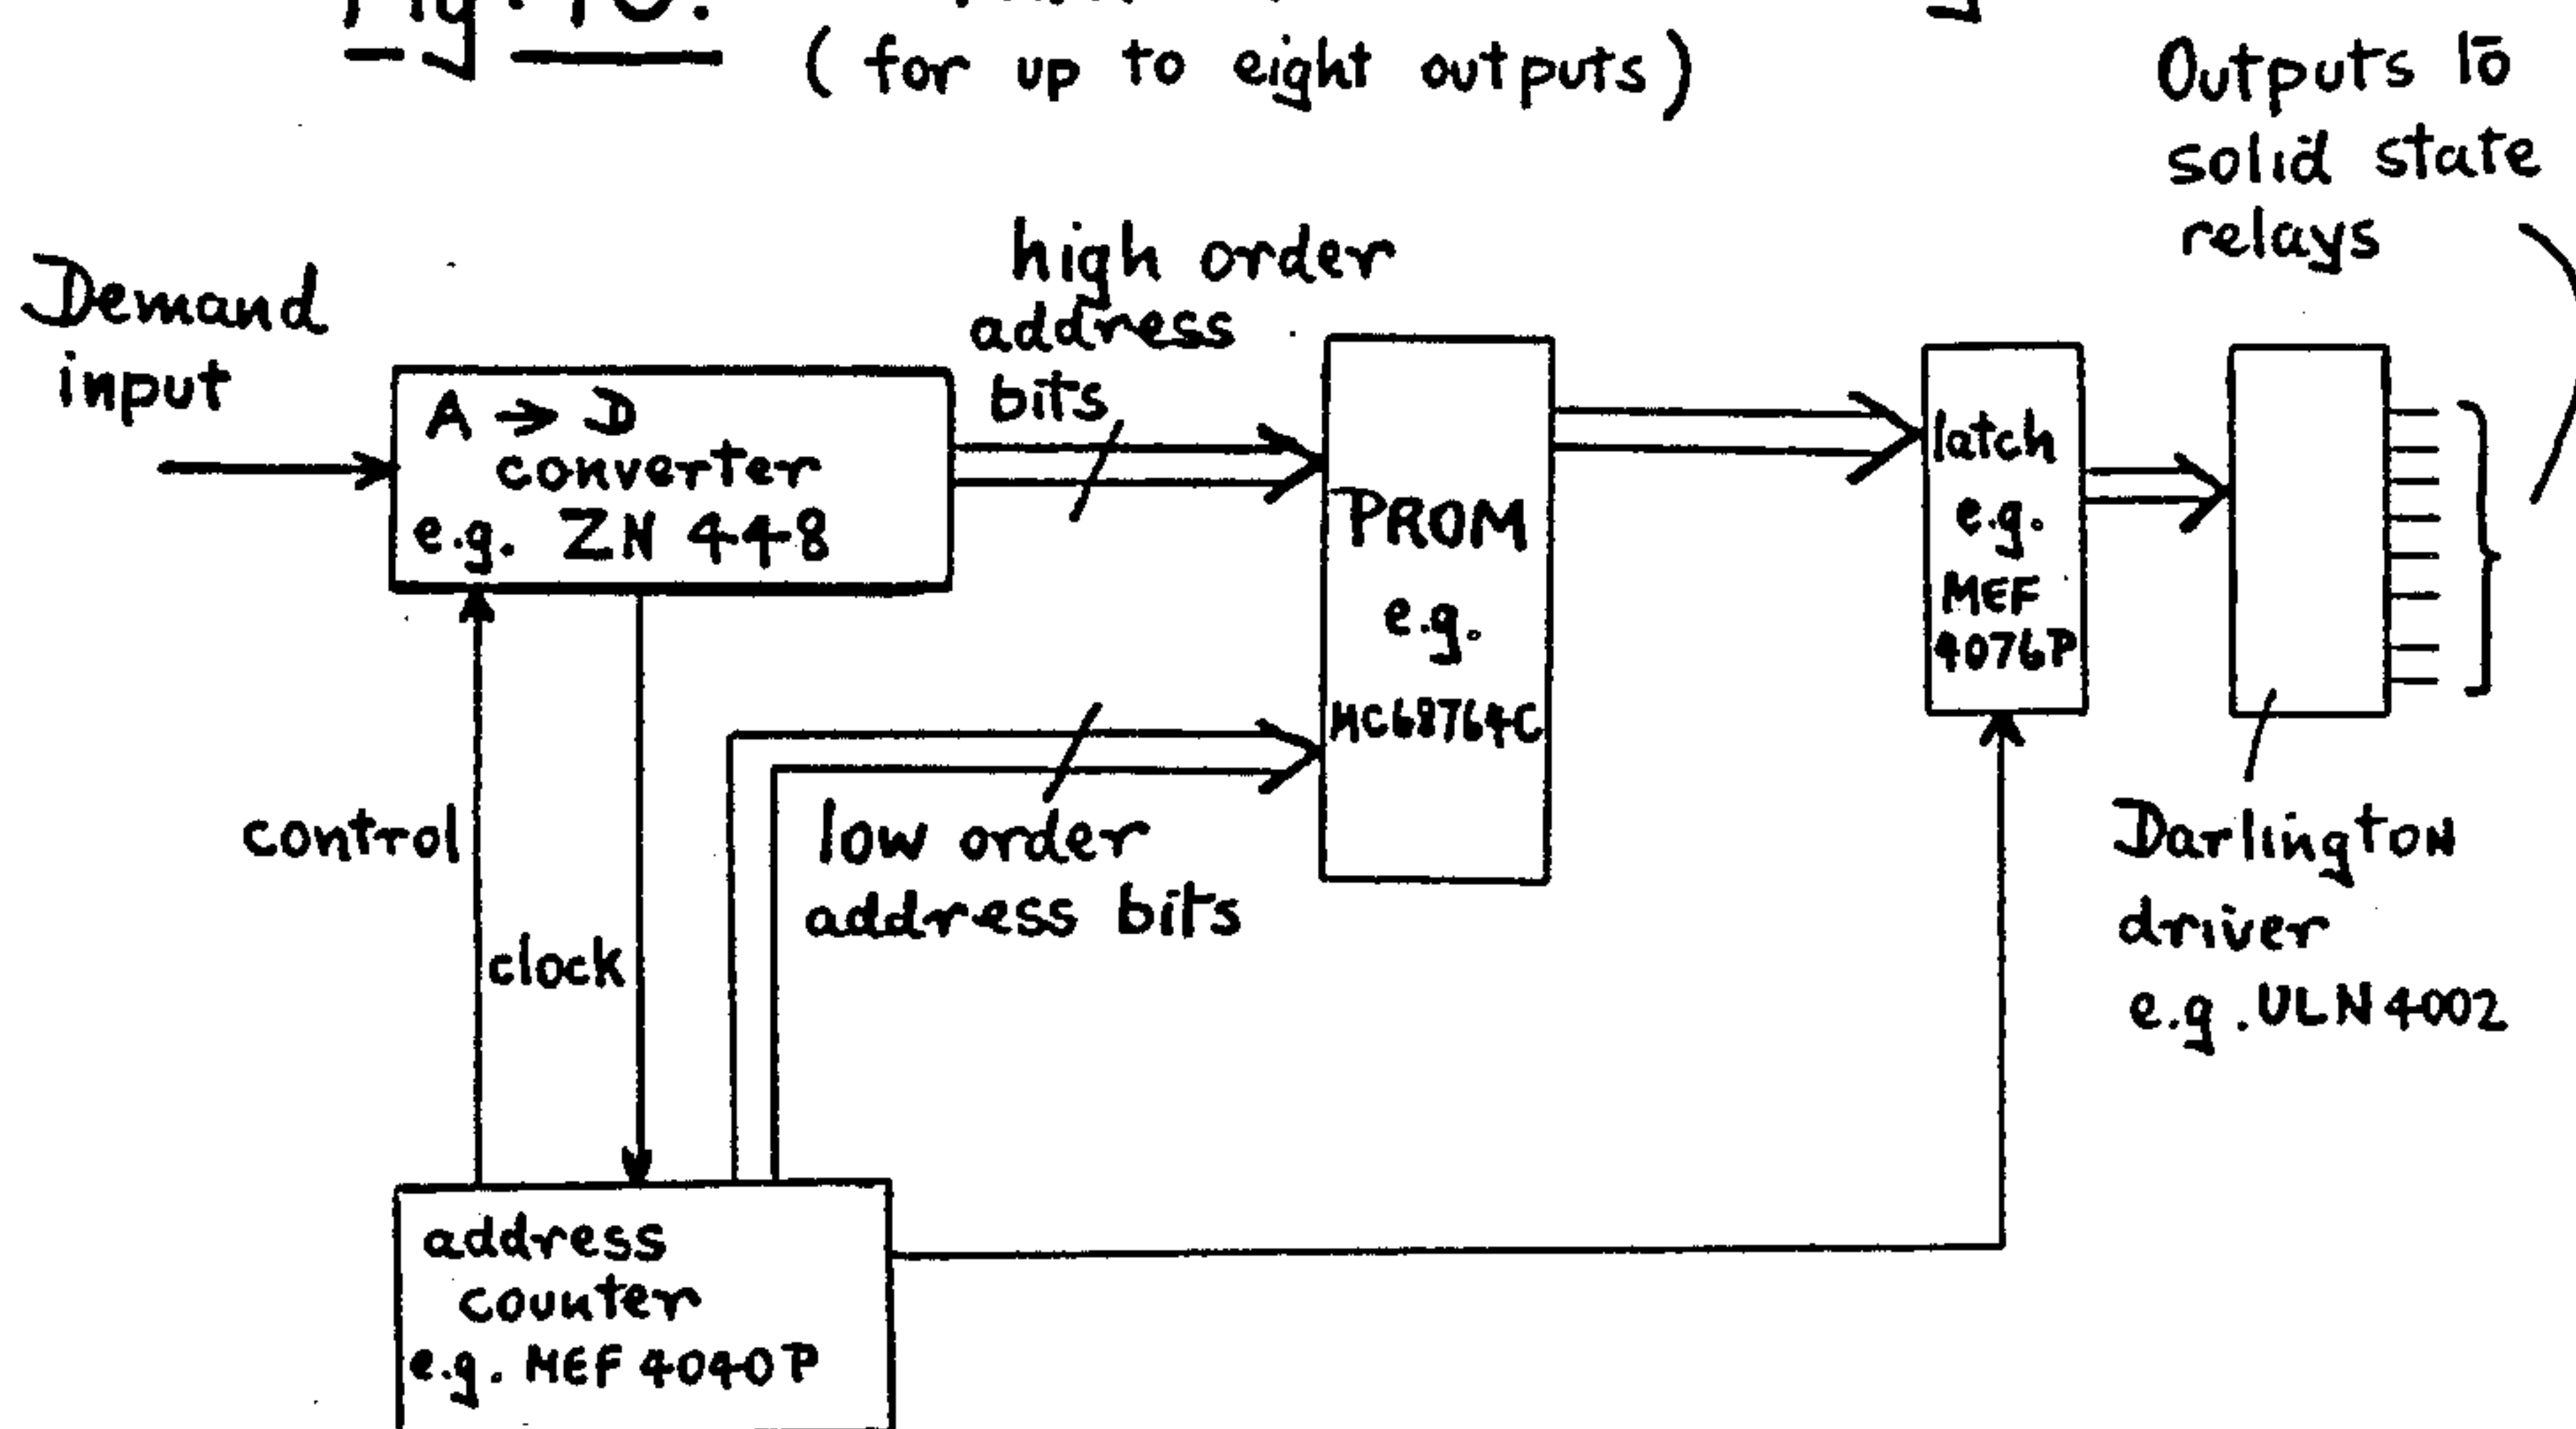 Fig. 10.
( for up to eight outputs )
Outputs to
solid state
relays
Demand
input
A → D
converter
e.g. ZN 448
high order
address
bits
PROM
e.g.
MC68764C
latch
e.g.
MEF
4076P
control
clock
low order
address bits
Darlington
driver
e.g. ULN 4002
address
counter
e.g. MEF 4040P